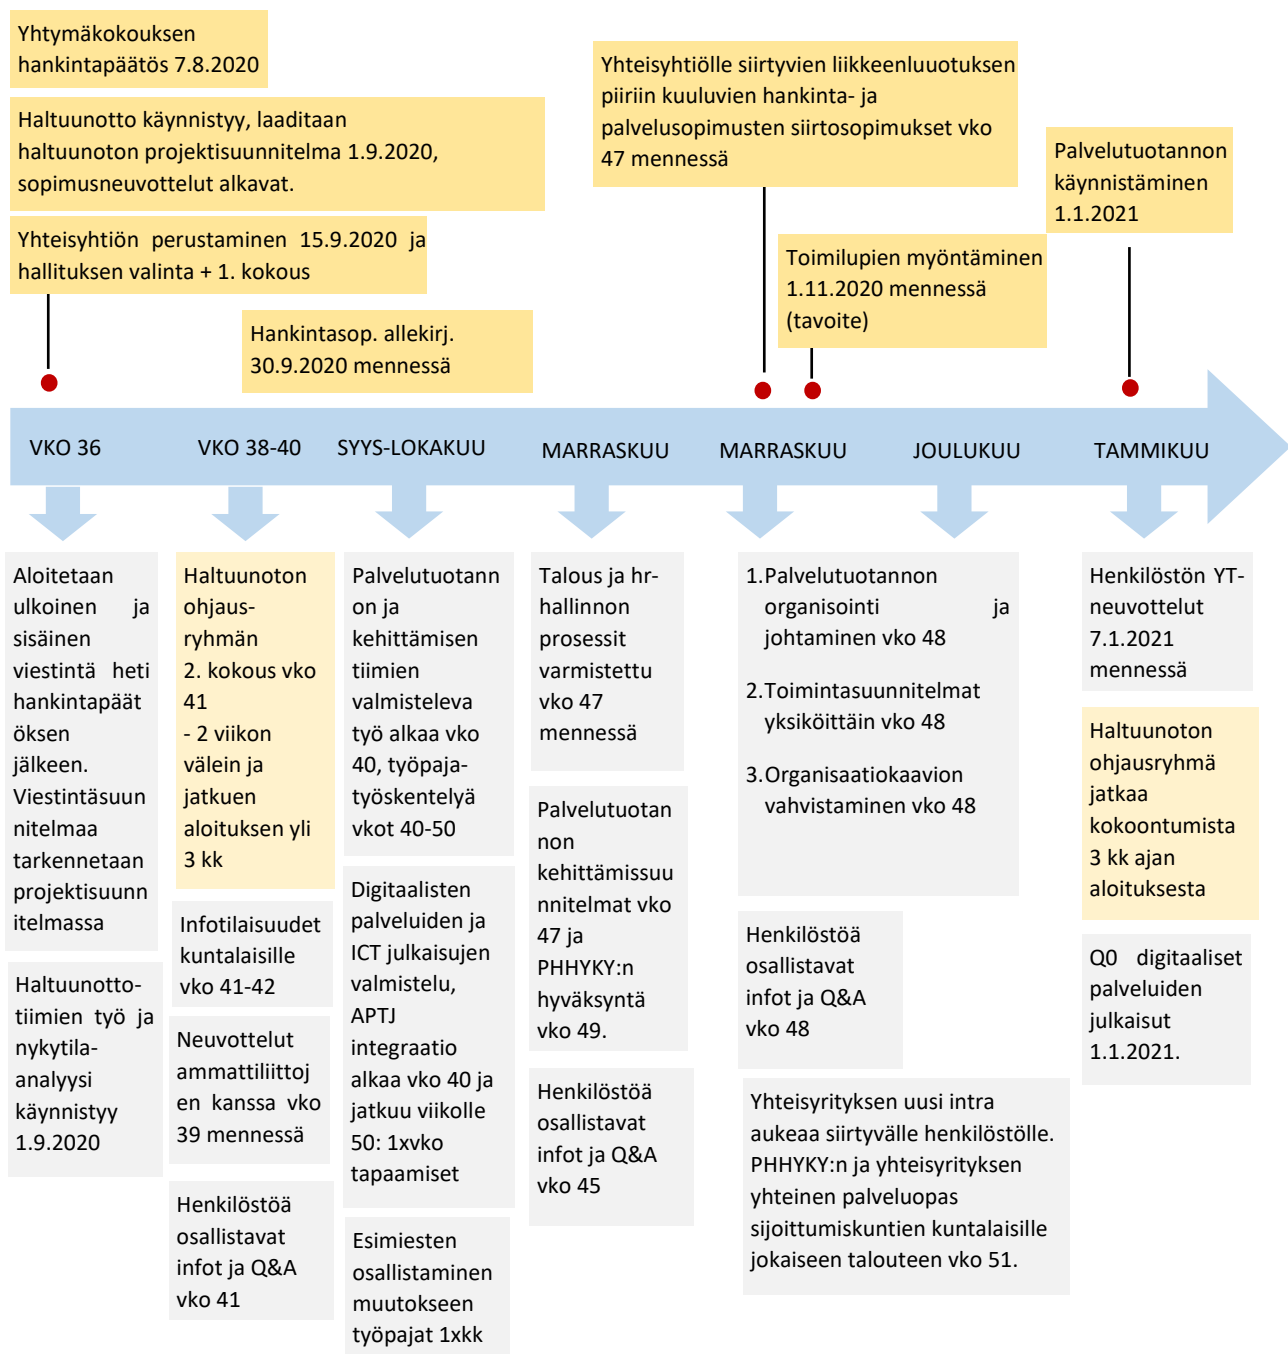 Yhtymäkokouksen
hankintapäätös 7.8.2020
Haltuunotto käynnistyy, laaditaan
haltuunoton projektisuunnitelma 1.9.2020,
sopimusneuvottelut alkavat.
Yhteisyhtiön perustaminen 15.9.2020 ja
hallituksen valinta + 1. kokous
Hankintasop. allekirj.
30.9.2020 mennessä
Yhteisyhtiölle siirtyvien liikkeenluuotuksen
piiriin kuuluvien hankinta- ja
palvelusopimusten siirtosopimukset vko
47 mennessä
Toimilupien myöntäminen
1.11.2020 mennessä
(tavoite)
Palvelutuotannon
käynnistäminen
1.1.2021
VKO 36
VKO 38-40
SYYS-LOKAKUU
MARRASKUU
MARRASKUU
JOULUKUU
TAMMIKUU
Aloitetaan
ulkoinen ja
sisäinen
viestintä heti
hankintapäät
öksen
jälkeen.
Viestintäsuun
nitelmaa
tarkennetaan
projektisuunn
itelmassa
Haltuunotto-
tiimien työ ja
nykytila-
analyysi
käynnistyy
1.9.2020
Haltuunoton
ohjaus-
ryhmän
2. kokous vko
41
- 2 viikon
välein ja
jatkuen
aloituksen yli
3 kk
Infotilaisuudet
kuntalaisille
vko 41-42
Neuvottelut
ammattiliittoj
en kanssa vko
39 mennessä
Henkilöstöä
osallistavat
infot ja Q&A
vko 41
Palvelutuotann
on ja
kehittämisen
tiimien
valmisteleva
työ alkaa vko
40, työpaja-
työskentelyä
vkot 40-50
Digitaalisten
palveluiden ja
ICT julkaisujen
valmistelu,
APTJ
integraatio
alkaa vko 40 ja
jatkuu viikolle
50: 1xvko
tapaamiset
Esimiesten
osallistaminen
muutokseen
työpajat 1xkk
Talous ja hr-
hallinnon
prosessit
varmistettu
vko 47
mennessä
Palvelutuotan
non
kehittämissuu
nnitelmat vko
47 ja
PHHYKY:n
hyväksyntä
vko 49.
Henkilöstöä
osallistavat
infot ja Q&A
vko 45
1.Palvelutuotannon
organisointi ja
johtaminen vko 48
2.Toimintasuunnitelmat
yksiköittäin vko 48
3.Organisaatiokaavion
vahvistaminen vko 48
Henkilöstöä
osallistavat
infot ja Q&A
vko 48
Yhteisyrityksen uusi intra
aukeaa siirtyvälle henkilöstölle.
PHHYKY:n ja yhteisyrityksen
yhteinen palveluopas
sijoittumiskuntien kuntalaisille
jokaiseen talouteen vko 51.
Henkilöstön YT-
neuvottelut
7.1.2021
mennessä
Haltuunoton
ohjausryhmä
jatkaa
kokoontumista
3 kk ajan
aloituksesta
Q0 digitaaliset
palveluiden
julkaisut
1.1.2021.